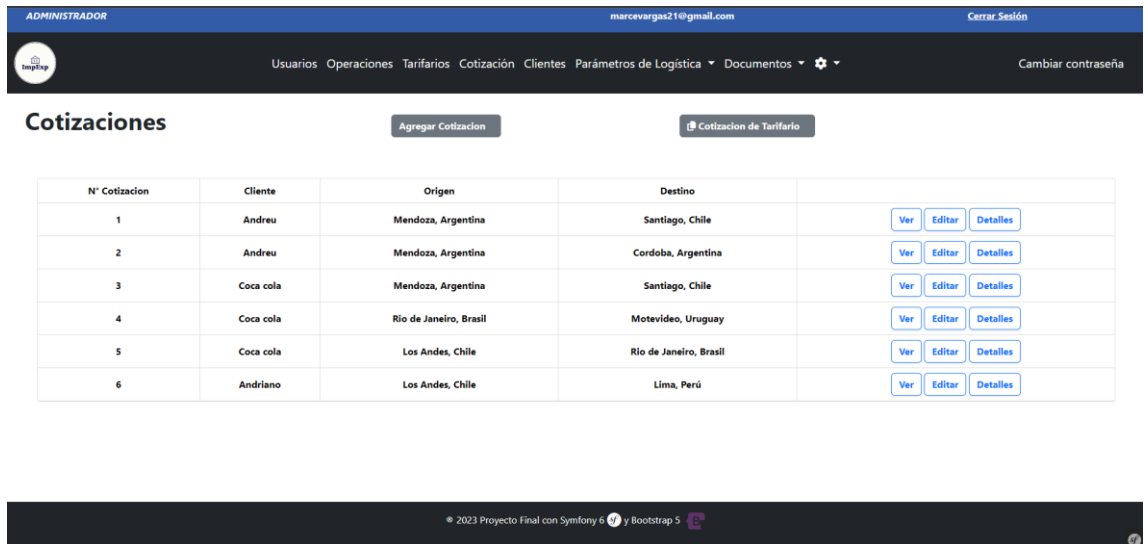 ADMINISTRADOR marcevargas21@gmail.com Cerrar Sesión
ImpExp
Usuarios Operaciones Tarifarios Cotización Clientes Parámetros de Logística Documentos Cambiar contraseña
Cotizaciones Agregar Cotizacion Cotizacion de Tarifario
N° Cotizacion Cliente Origen Destino
1 Andreu Mendoza, Argentina Santiago, Chile Ver Editar Detalles
2 Andreu Mendoza, Argentina Cordoba, Argentina Ver Editar Detalles
3 Coca cola Mendoza, Argentina Santiago, Chile Ver Editar Detalles
4 Coca cola Rio de Janeiro, Brasil Motevideo, Uruguay Ver Editar Detalles
5 Coca cola Los Andes, Chile Rio de Janeiro, Brasil Ver Editar Detalles
6 Andriano Los Andes, Chile Lima, Perú Ver Editar Detalles
® 2023 Proyecto Final con Symfony 6 sf y Bootstrap 5 B